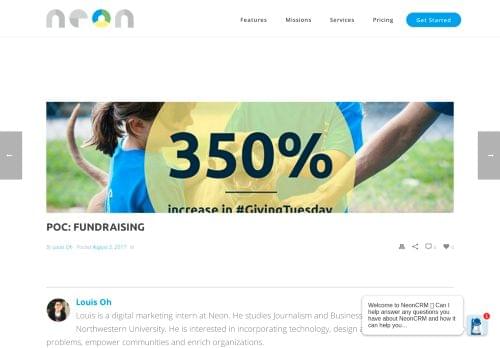 neon
Features Missions Services Pricing Get Started
350%
increase in #GivingTuesday
POC: FUNDRAISING
By Louis Oh Posted August 3, 2017 In
0 0
Louis Oh
Louis is a digital marketing intern at Neon. He studies Journalism and Business
Northwestern University. He is interested in incorporating technology, design a
problems, empower communities and enrich organizations.
Welcome to NeonCRM Can I
help answer any questions you
have about NeonCRM and how it
can help you...
1